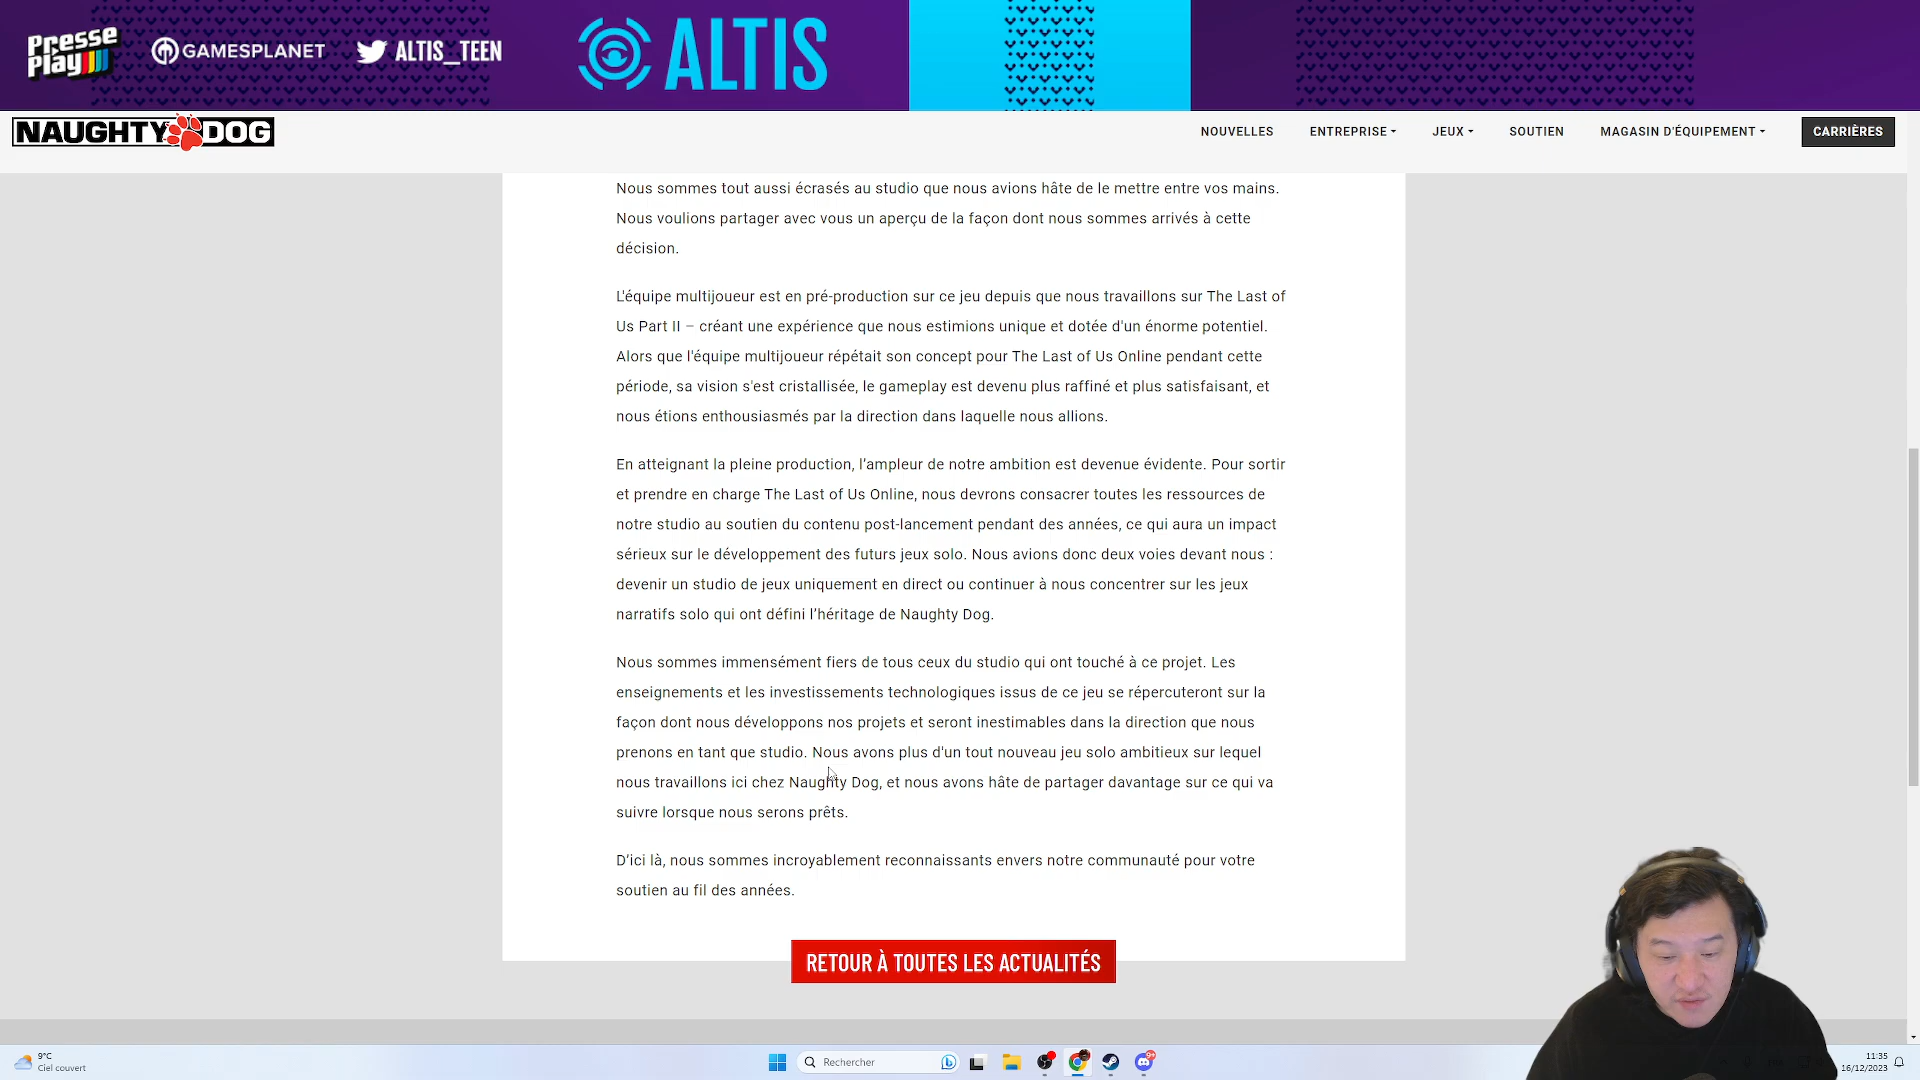 Presse
Play
GAMESPLANET
ALTIS_TEEN
ALTIS
NAUGHTY DOG
NOUVELLES
ENTREPRISE
JEUX
SOUTIEN
MAGASIN D'ÉQUIPEMENT
CARRIÈRES
Nous sommes tout aussi écrasés au studio que nous avions hâte de le mettre entre vos mains.
Nous voulions partager avec vous un aperçu de la façon dont nous sommes arrivés à cette
décision.
L'équipe multijoueur est en pré-production sur ce jeu depuis que nous travaillons sur The Last of
Us Part II – créant une expérience que nous estimions unique et dotée d'un énorme potentiel.
Alors que l'équipe multijoueur répétait son concept pour The Last of Us Online pendant cette
période, sa vision s'est cristallisée, le gameplay est devenu plus raffiné et plus satisfaisant, et
nous étions enthousiasmés par la direction dans laquelle nous allions.
En atteignant la pleine production, l’ampleur de notre ambition est devenue évidente. Pour sortir
et prendre en charge The Last of Us Online, nous devrons consacrer toutes les ressources de
notre studio au soutien du contenu post-lancement pendant des années, ce qui aura un impact
sérieux sur le développement des futurs jeux solo. Nous avions donc deux voies devant nous :
devenir un studio de jeux uniquement en direct ou continuer à nous concentrer sur les jeux
narratifs solo qui ont défini l’héritage de Naughty Dog.
Nous sommes immensément fiers de tous ceux du studio qui ont touché à ce projet. Les
enseignements et les investissements technologiques issus de ce jeu se répercuteront sur la
façon dont nous développons nos projets et seront inestimables dans la direction que nous
prenons en tant que studio. Nous avons plus d'un tout nouveau jeu solo ambitieux sur lequel
nous travaillons ici chez Naughty Dog, et nous avons hâte de partager davantage sur ce qui va
suivre lorsque nous serons prêts.
D’ici là, nous sommes incroyablement reconnaissants envers notre communauté pour votre
soutien au fil des années.
RETOUR À TOUTES LES ACTUALITÉS
9°C
Ciel couvert
Rechercher
9+
11:35
16/12/2023